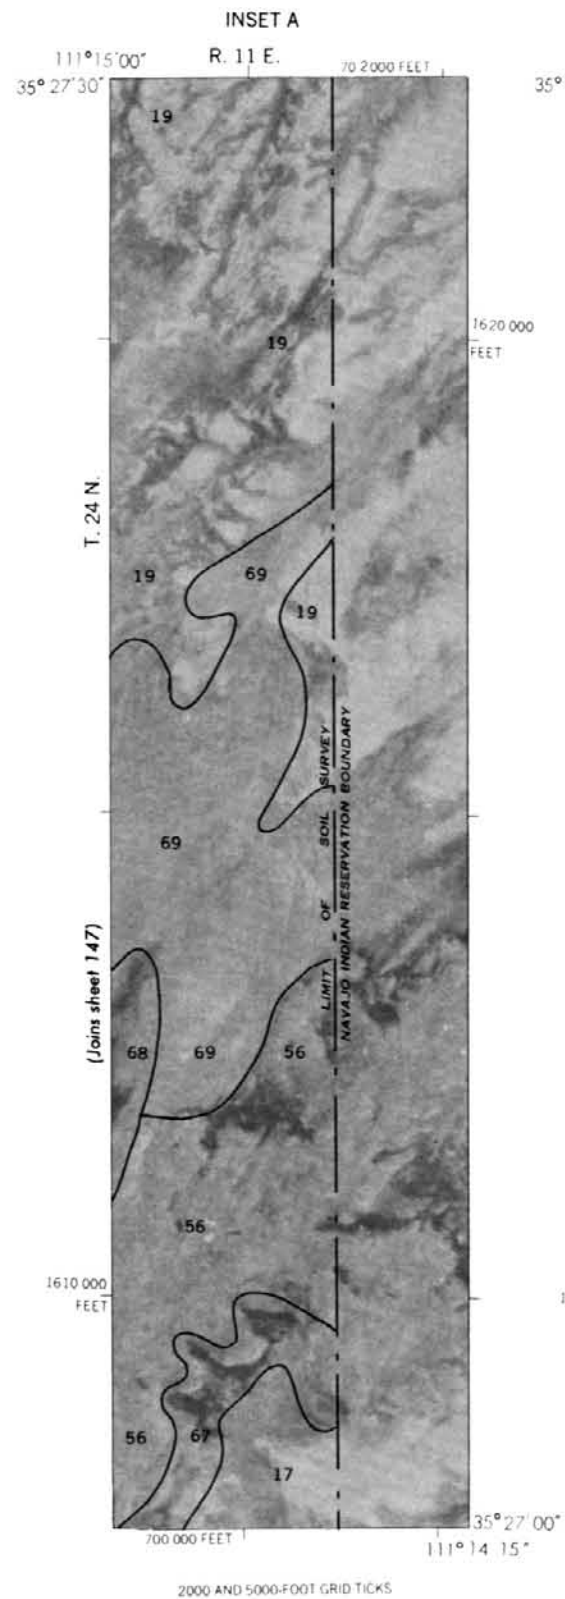 INSET A
111°15'00"
R. 11 E.
702000 FEET
35°27'30"
35°
19
1620 000
FEET
19
T. 24 N.
19
69
19
69
LIMIT OF SOIL SURVEY
NAVAJO INDIAN RESERVATION BOUNDARY
(Joins sheet 147)
68
69
56
56
1610 000
FEET
1
56
67
17
35°27'00"
700 000 FEET
111°14'15"
2000 AND 5000-FOOT GRID TICKS